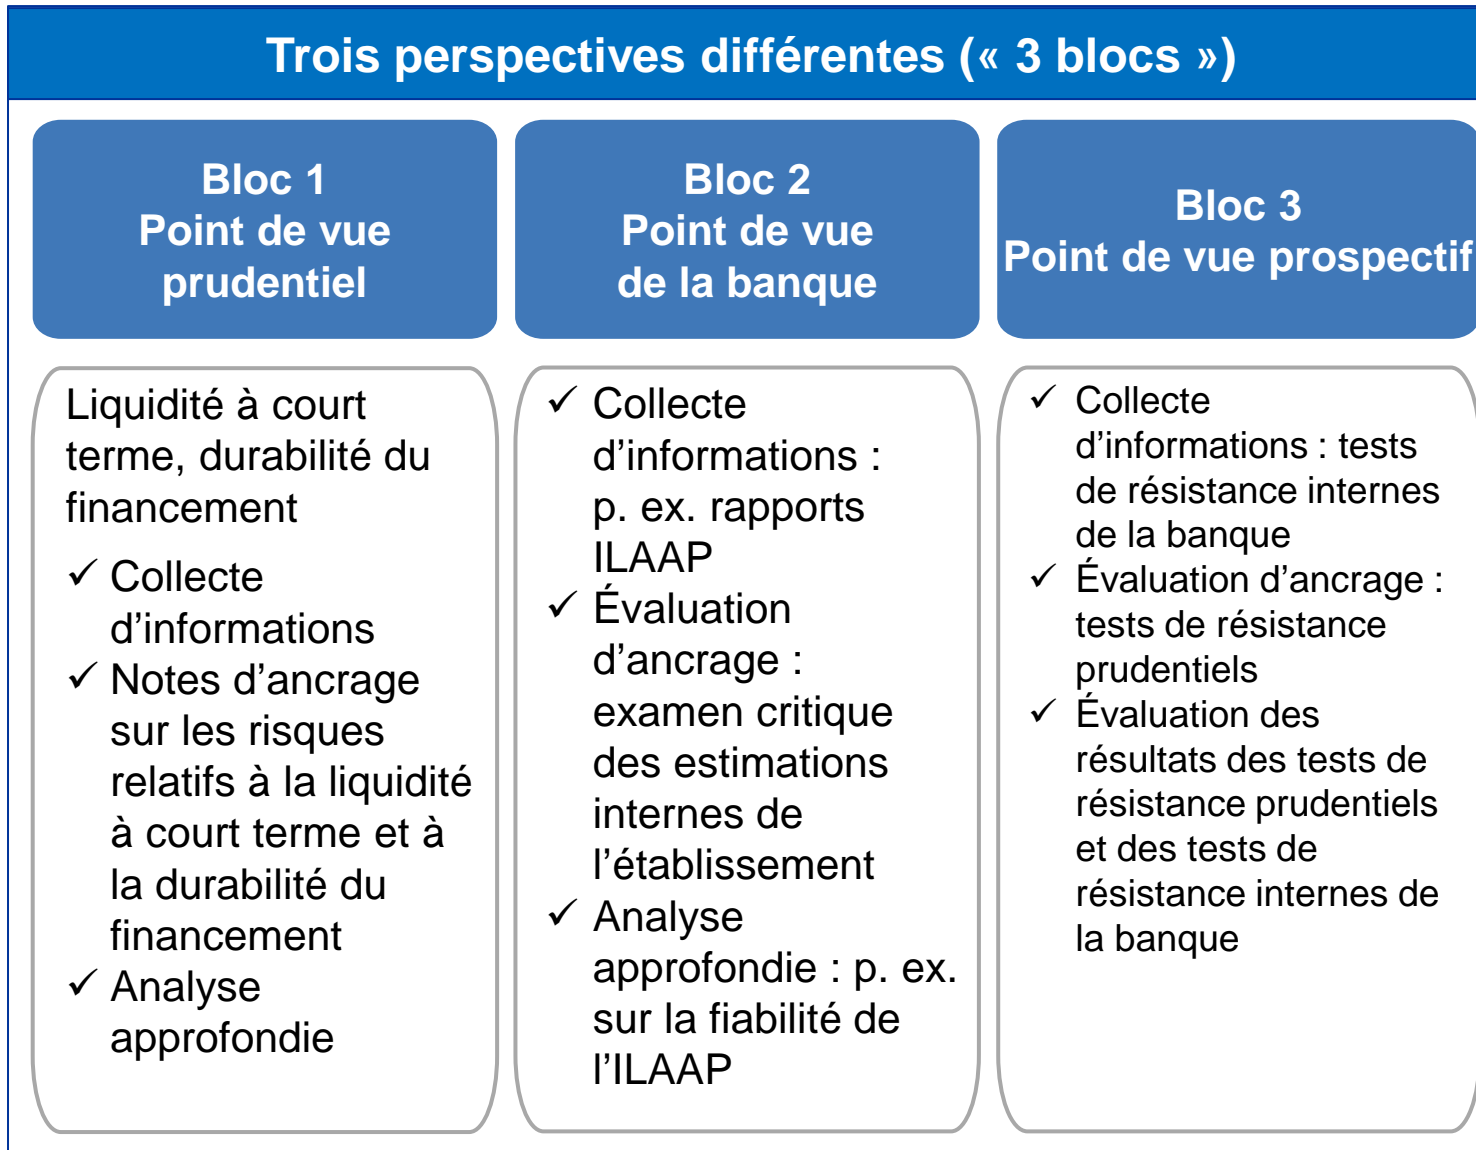 Trois perspectives différentes (« 3 blocs »)
Bloc 1
Point de vue
prudentiel
Liquidité à court
terme, durabilité du
financement
✓ Collecte
d’informations
✓ Notes d’ancrage
sur les risques
relatifs à la liquidité
à court terme et à
la durabilité du
financement
✓ Analyse
approfondie
Bloc 2
Point de vue
de la banque
✓ Collecte
d’informations :
p. ex. rapports
ILAAP
✓ Évaluation
d’ancrage :
examen critique
des estimations
internes de
l’établissement
✓ Analyse
approfondie : p. ex.
sur la fiabilité de
l’ILAAP
Bloc 3
Point de vue prospectif
✓ Collecte
d’informations : tests
de résistance internes
de la banque
✓ Évaluation d’ancrage :
tests de résistance
prudentiels
✓ Évaluation des
résultats des tests de
résistance prudentiels
et des tests de
résistance internes de
la banque